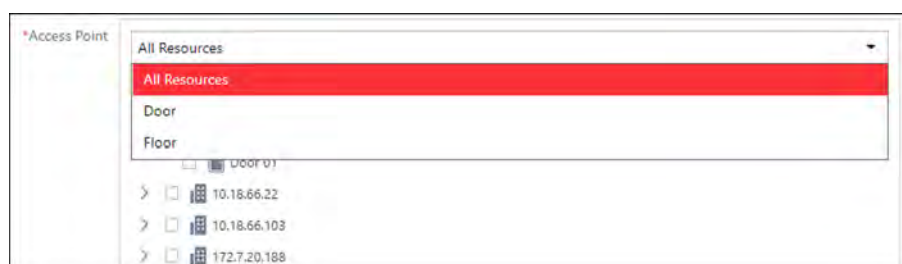 *Access Point
All Resources
All Resources
Door
Floor
Door 01
10.18.66.22
10.18.66.103
172.7.20.188